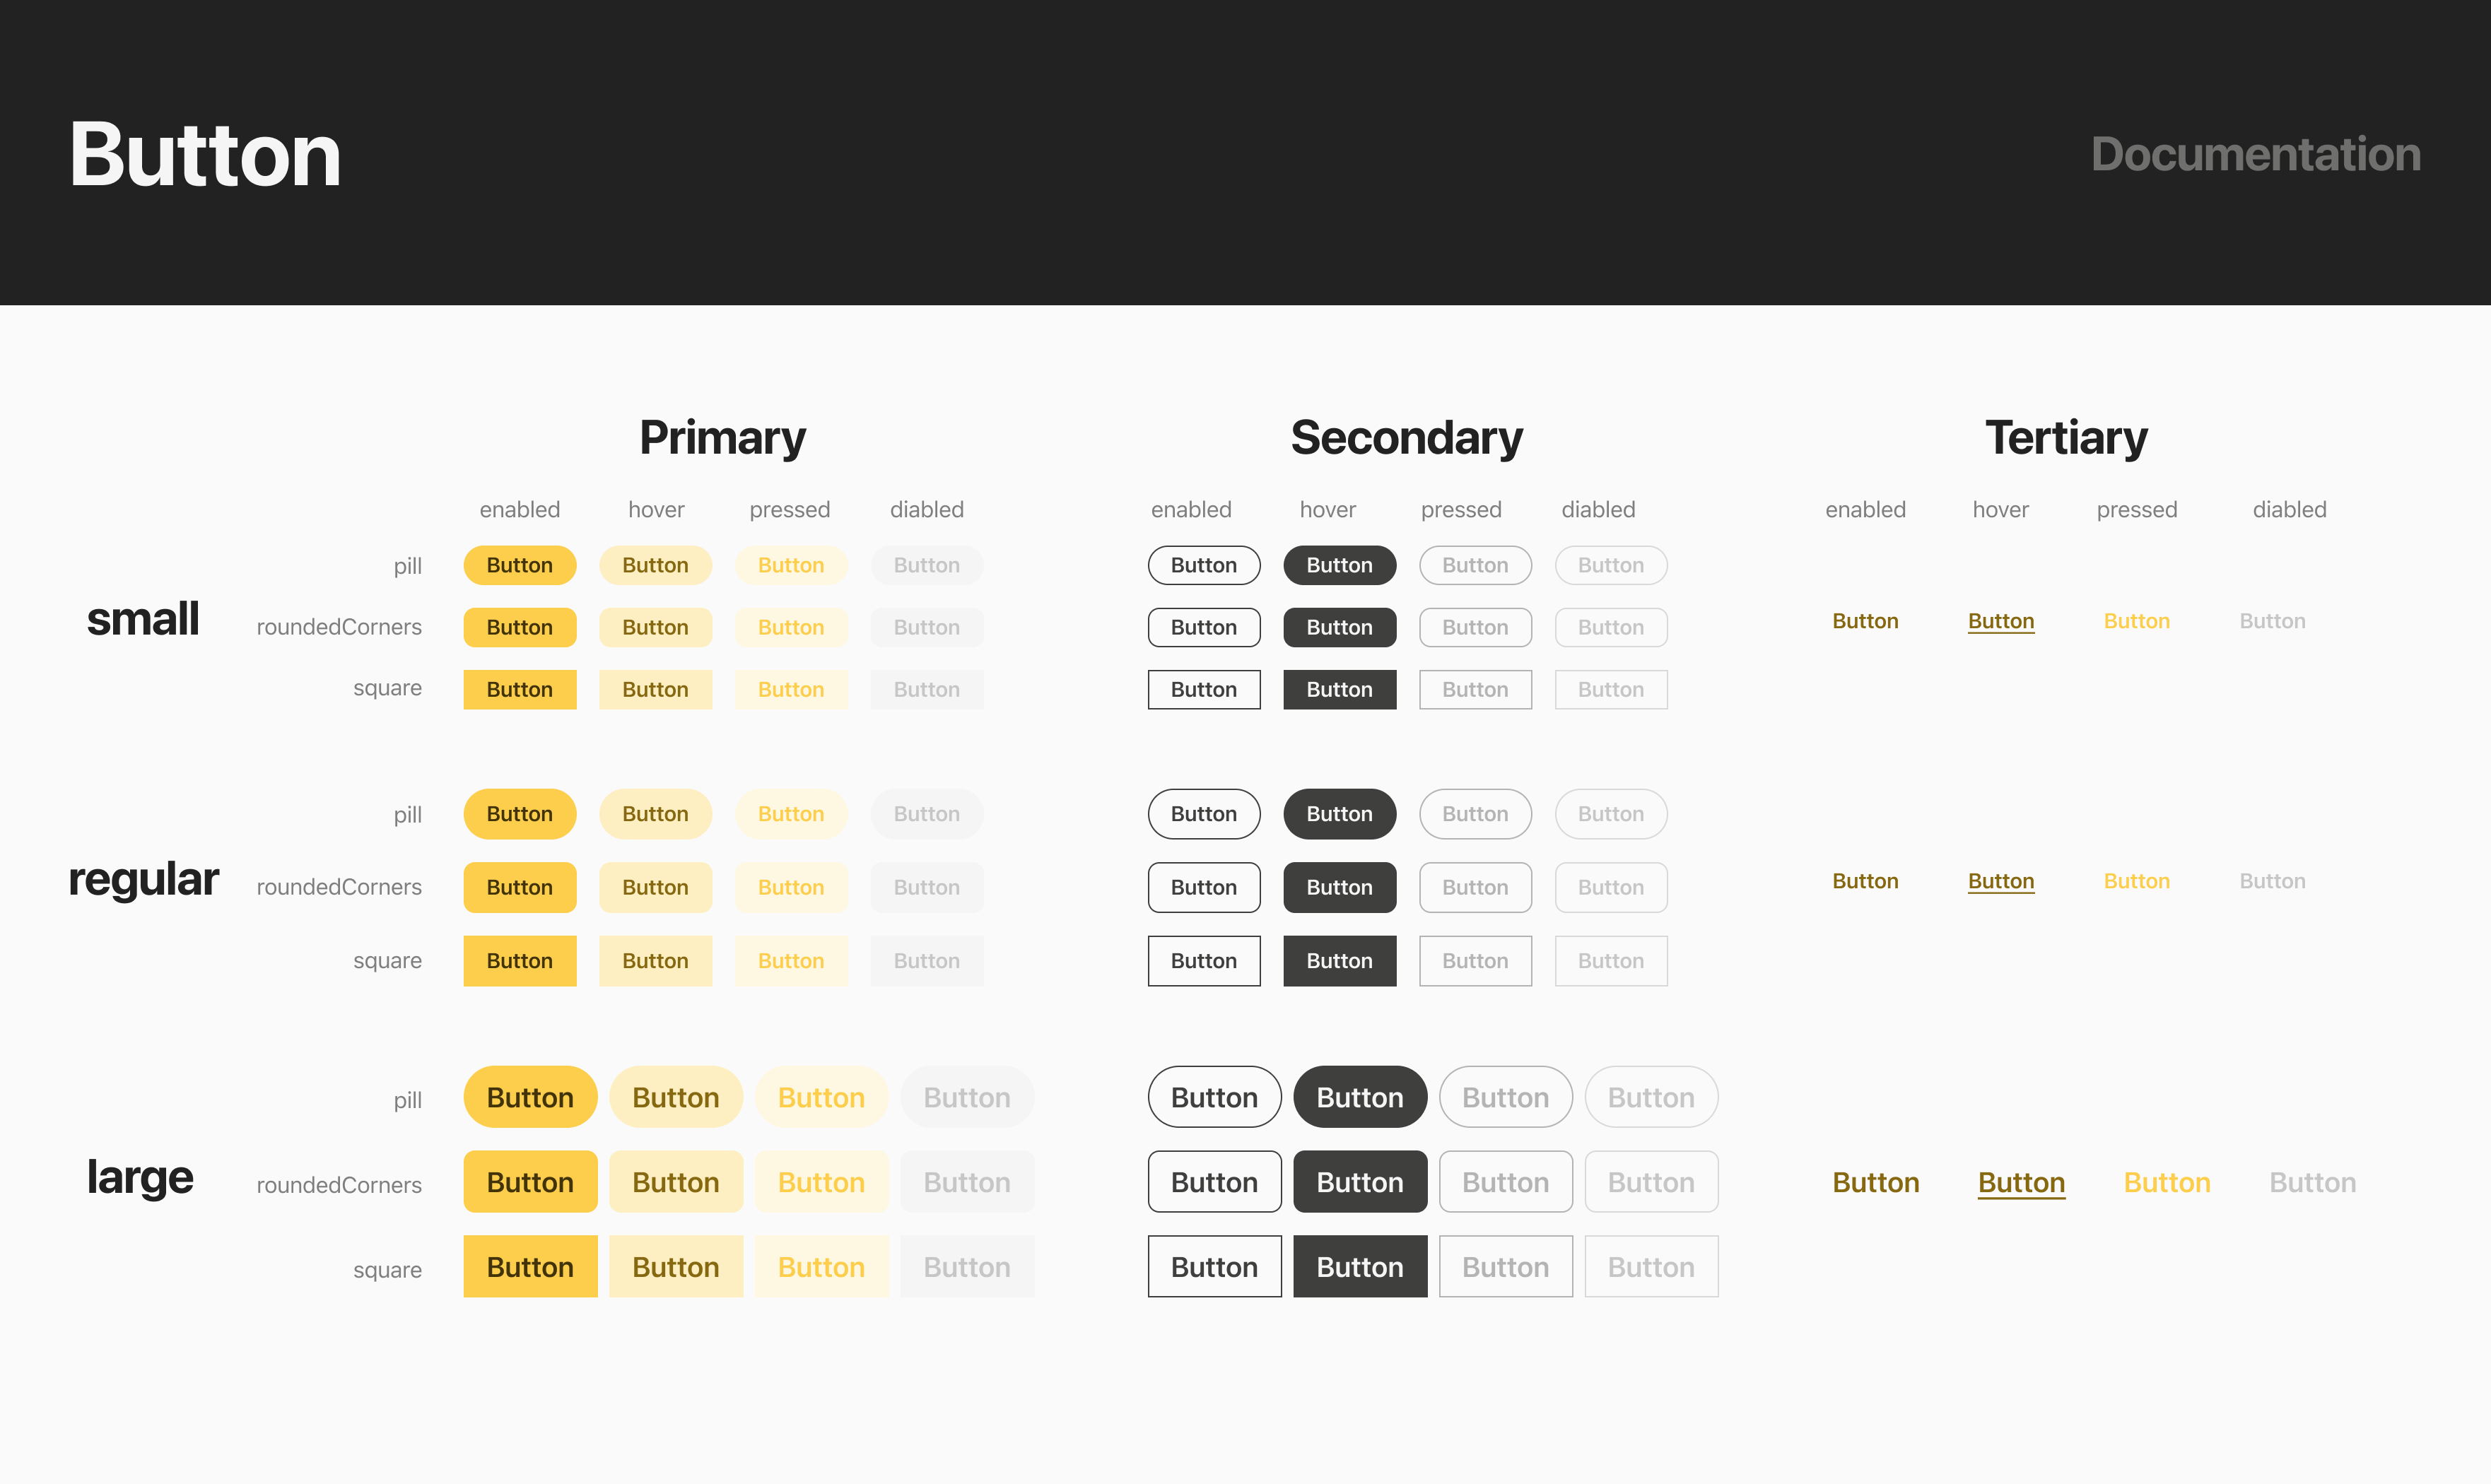 Button
Documentation
Primary Secondary Tertiary
enabled hover pressed diabled enabled hover pressed diabled enabled hover pressed diabled
pill Button Button Button Button Button Button Button Button
small roundedCorners Button Button Button Button Button Button Button Button Button Button Button Button
square Button Button Button Button Button Button Button Button
pill Button Button Button Button Button Button Button Button
regular roundedCorners Button Button Button Button Button Button Button Button Button Button Button Button
square Button Button Button Button Button Button Button Button
pill Button Button Button Button Button Button Button Button
large roundedCorners Button Button Button Button Button Button Button Button Button Button Button Button
square Button Button Button Button Button Button Button Button